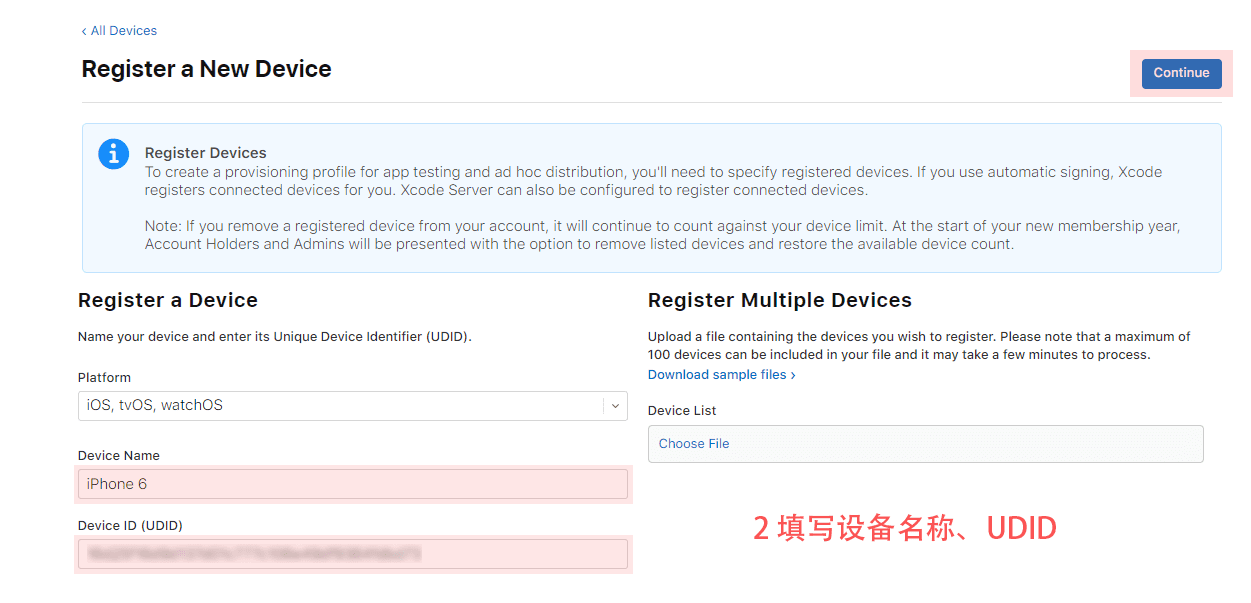 ‹ All Devices
Register a New Device
Continue
Register Devices
To create a provisioning profile for app testing and ad hoc distribution, you'll need to specify registered devices. If you use automatic signing, Xcode
registers connected devices for you. Xcode Server can also be configured to register connected devices.
Note: If you remove a registered device from your account, it will continue to count against your device limit. At the start of your new membership year,
Account Holders and Admins will be presented with the option to remove listed devices and restore the available device count.
Register a Device
Name your device and enter its Unique Device Identifier (UDID).
Platform
iOS, tvOS, watchOS
Device Name
iPhone 6
Device ID (UDID)
Register Multiple Devices
Upload a file containing the devices you wish to register. Please note that a maximum of
100 devices can be included in your file and it may take a few minutes to process.
Download sample files ›
Device List
Choose File
2 填写设备名称、UDID